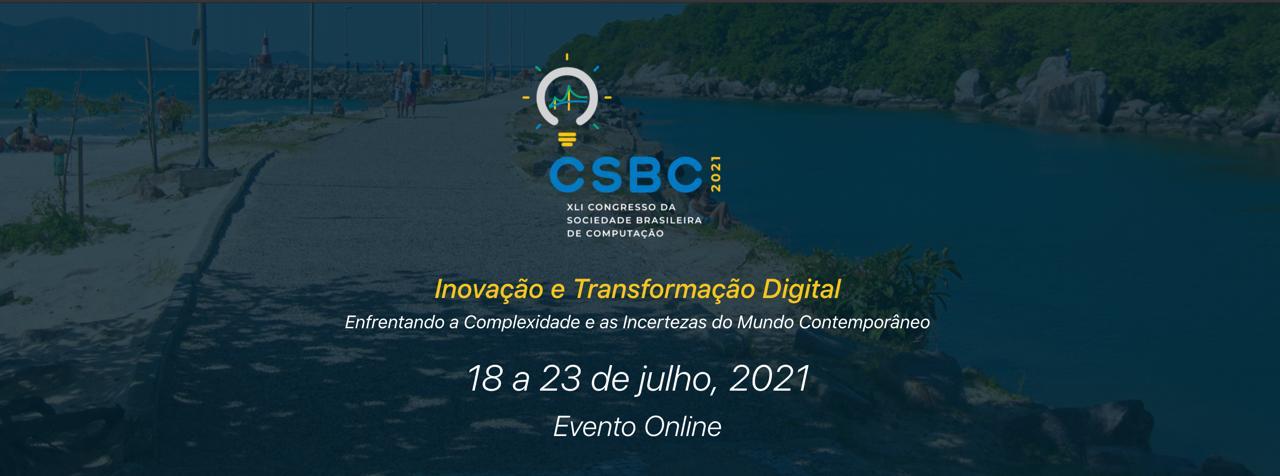 CSBC 2021
XLI CONGRESSO DA
SOCIEDADE BRASILEIRA
DE COMPUTAÇÃO
Inovação e Transformação Digital
Enfrentando a Complexidade e as Incertezas do Mundo Contemporâneo
18 a 23 de julho, 2021
Evento Online